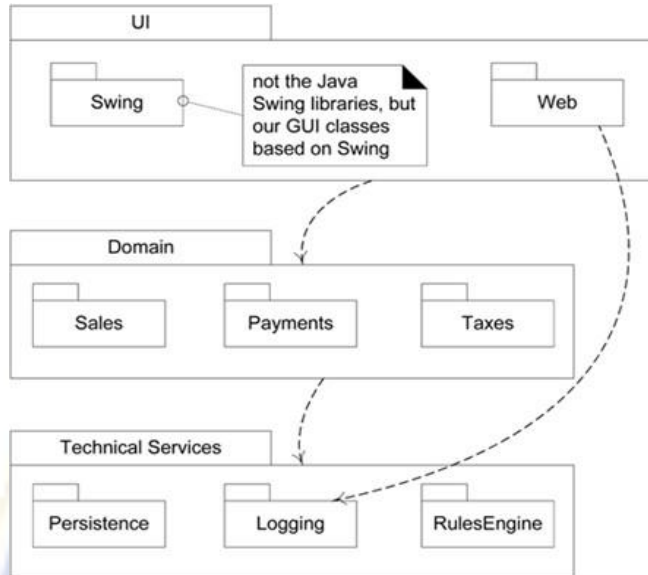 UI
Swing
not the Java
Swing libraries, but
our GUI classes
based on Swing
Web
Domain
Sales
Payments
Taxes
Technical Services
Persistence
Logging
RulesEngine